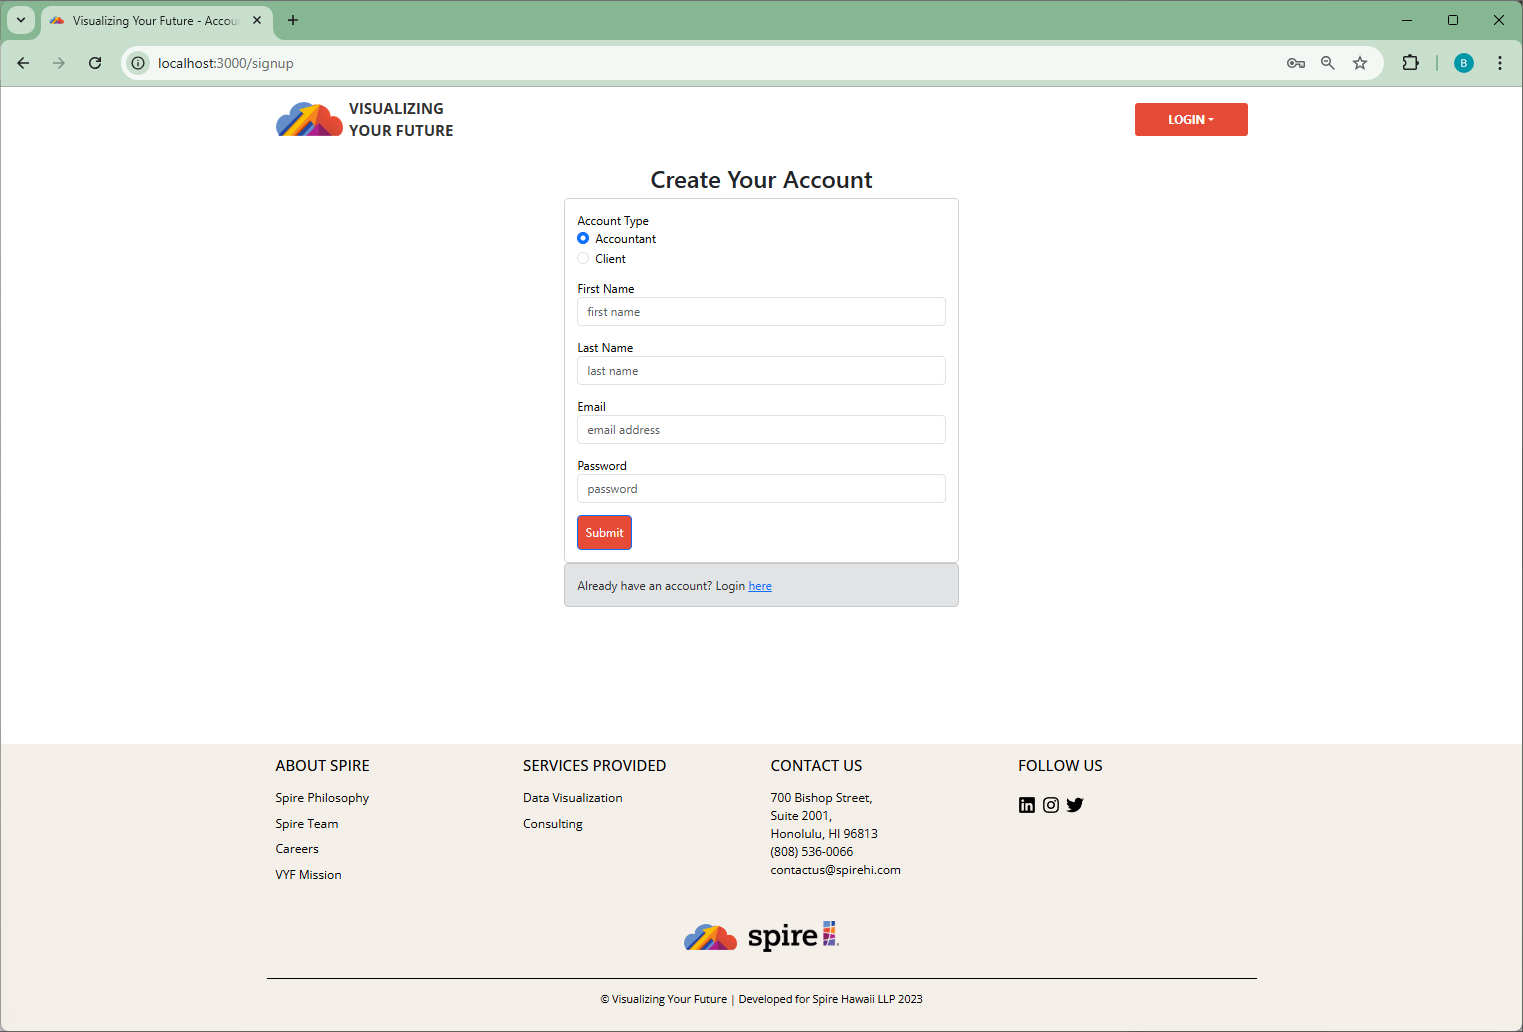 Visualizing Your Future - Accou
localhost:3000/signup
B
VISUALIZING
YOUR FUTURE
LOGIN
Create Your Account
Account Type
Accountant
Client
First Name
first name
Last Name
last name
Email
email address
Password
password
Submit
Already have an account? Login here
ABOUT SPIRE
Spire Philosophy
Spire Team
Careers
VYF Mission
SERVICES PROVIDED
Data Visualization
Consulting
CONTACT US
700 Bishop Street,
Suite 2001,
Honolulu, HI 96813
(808) 536-0066
contactus@spirehi.com
FOLLOW US
spire
© Visualizing Your Future | Developed for Spire Hawaii LLP 2023